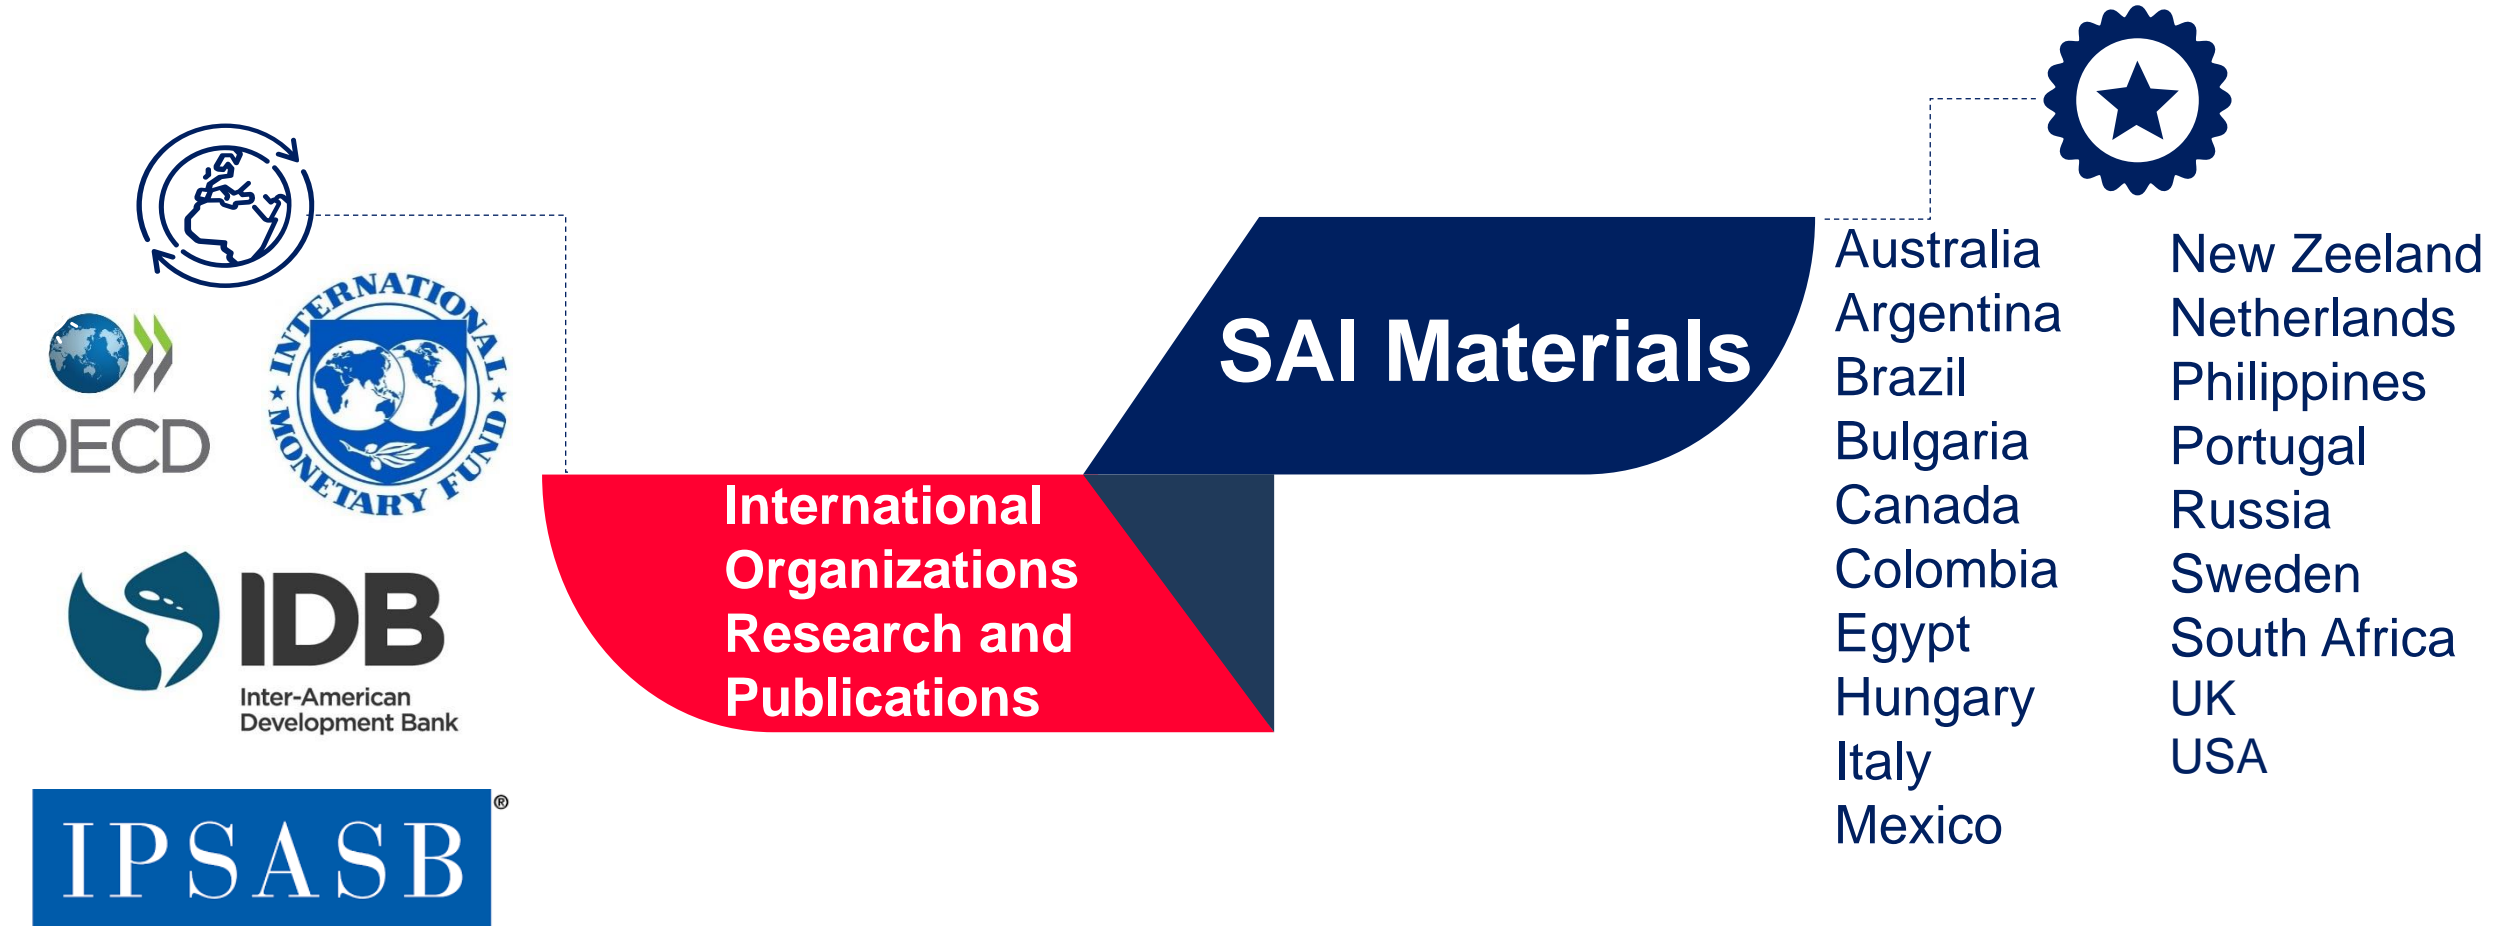 OECD
INTERNATIONAL MONETARY FUND
IDB
Inter-American
Development Bank
IPSASB®
International
Organizations
Research and
Publications
SAI Materials
Australia
Argentina
Brazil
Bulgaria
Canada
Colombia
Egypt
Hungary
Italy
Mexico
New Zeeland
Netherlands
Philippines
Portugal
Russia
Sweden
South Africa
UK
USA